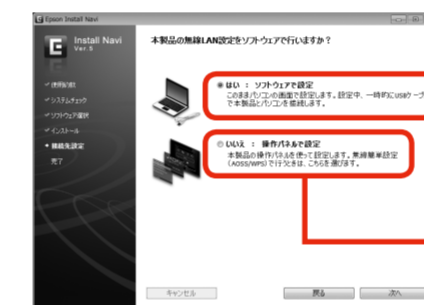 Epson Install Navi
Install Navi
Ver.5
使用許諾
システムチェック
ソフトウェア選択
インストール
接続先設定
完了
本製品の無線LAN設定をソフトウェアで行いますか？
はい ： ソフトウェアで設定
このままパソコンの画面で設定します。設定中、一時的にUSBケーブ
で本製品とパソコンを接続します。
いいえ ： 操作パネルで設定
本製品の操作パネルを使って設定します。無線簡単設定
(AOSS/WPS)で行うときは、こちらを選びます。
キャンセル
戻る
次へ